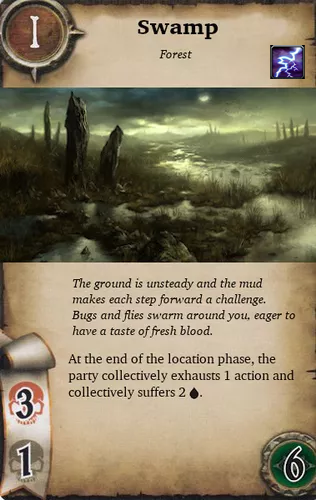 I
Swamp
Forest
The ground is unsteady and the mud
makes each step forward a challenge.
Bugs and flies swarm around you, eager to
have a taste of fresh blood.
At the end of the location phase, the
party collectively exhausts 1 action and
collectively suffers 2 .
3
1
6